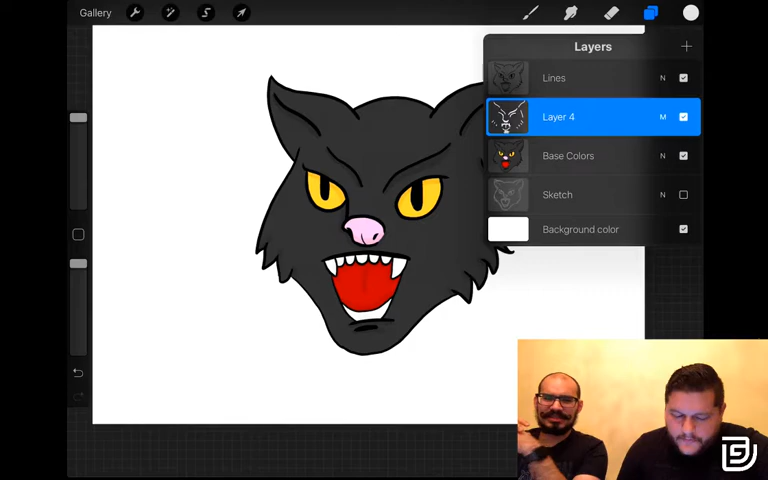 Gallery
Layers
Lines N
Layer 4 M
Base Colors N
Sketch N
Background color